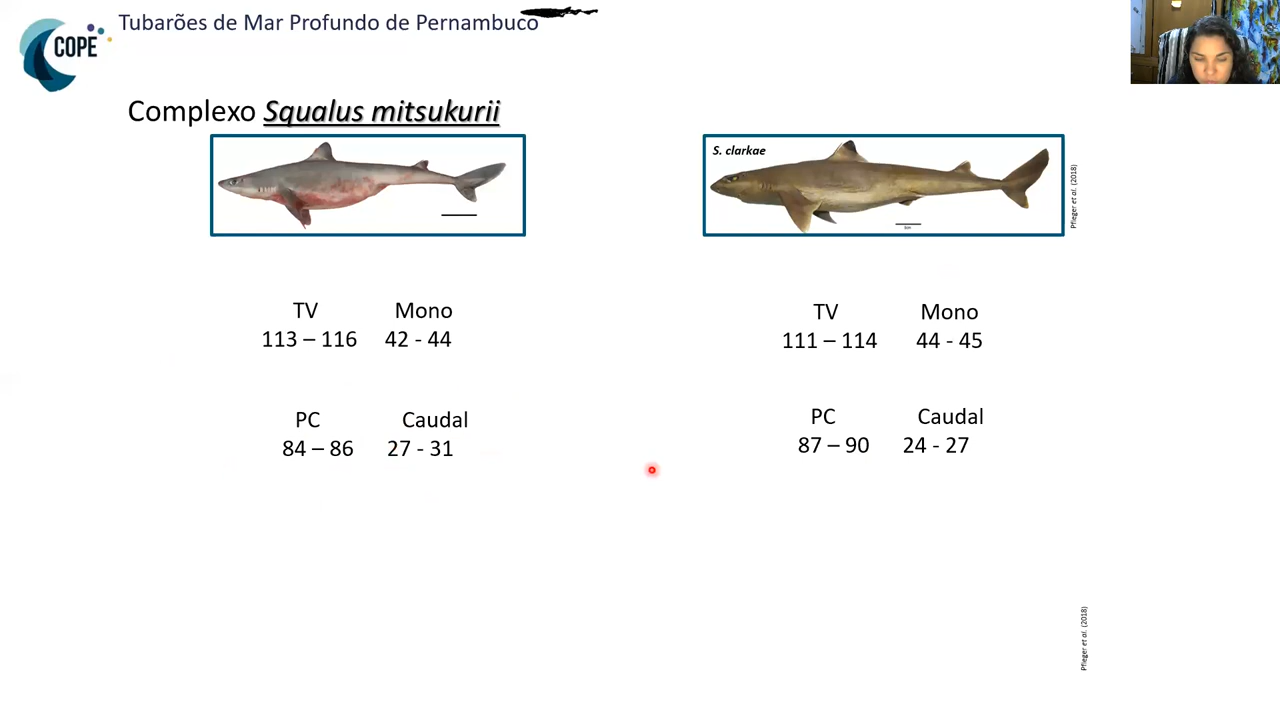 Tubarões de Mar Profundo de Pernambuco
COPE
Complexo Squalus mitsukurii
S. clarkae
Pfleger et al. (2018)
TV Mono
113 – 116 42 - 44
PC Caudal
84 – 86 27 - 31
TV Mono
111 – 114 44 - 45
PC Caudal
87 – 90 24 - 27
Pfleger et al. (2018)